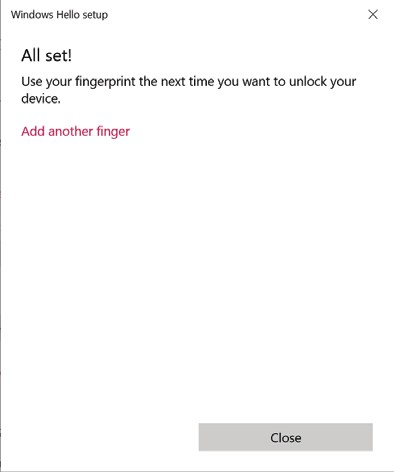 Windows Hello setup
All set!
Use your fingerprint the next time you want to unlock your
device.
Add another finger
Close